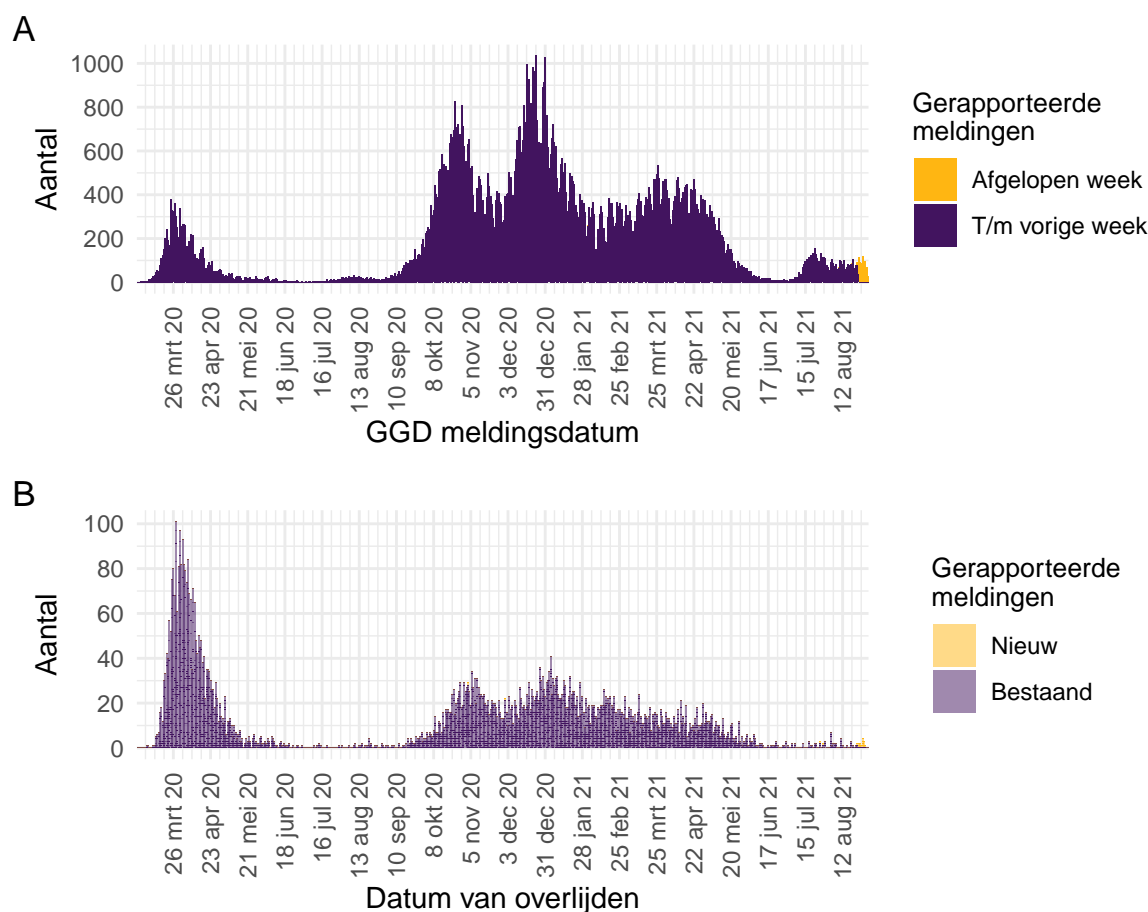 A
Aantal
1000
800
600
400
200
0
26 mrt 20
23 apr 20
21 mei 20
18 jun 20
16 jul 20
13 aug 20
10 sep 20
8 okt 20
5 nov 20
3 dec 20
31 dec 20
28 jan 21
25 feb 21
25 mrt 21
22 apr 21
20 mei 21
17 jun 21
15 jul 21
12 aug 21
GGD meldingsdatum
Gerapporteerde
meldingen
Afgelopen week
T/m vorige week
B
Aantal
100
80
60
40
20
0
26 mrt 20
23 apr 20
21 mei 20
18 jun 20
16 jul 20
13 aug 20
10 sep 20
8 okt 20
5 nov 20
3 dec 20
31 dec 20
28 jan 21
25 feb 21
25 mrt 21
22 apr 21
20 mei 21
17 jun 21
15 jul 21
12 aug 21
Datum van overlijden
Gerapporteerde
meldingen
Nieuw
Bestaand